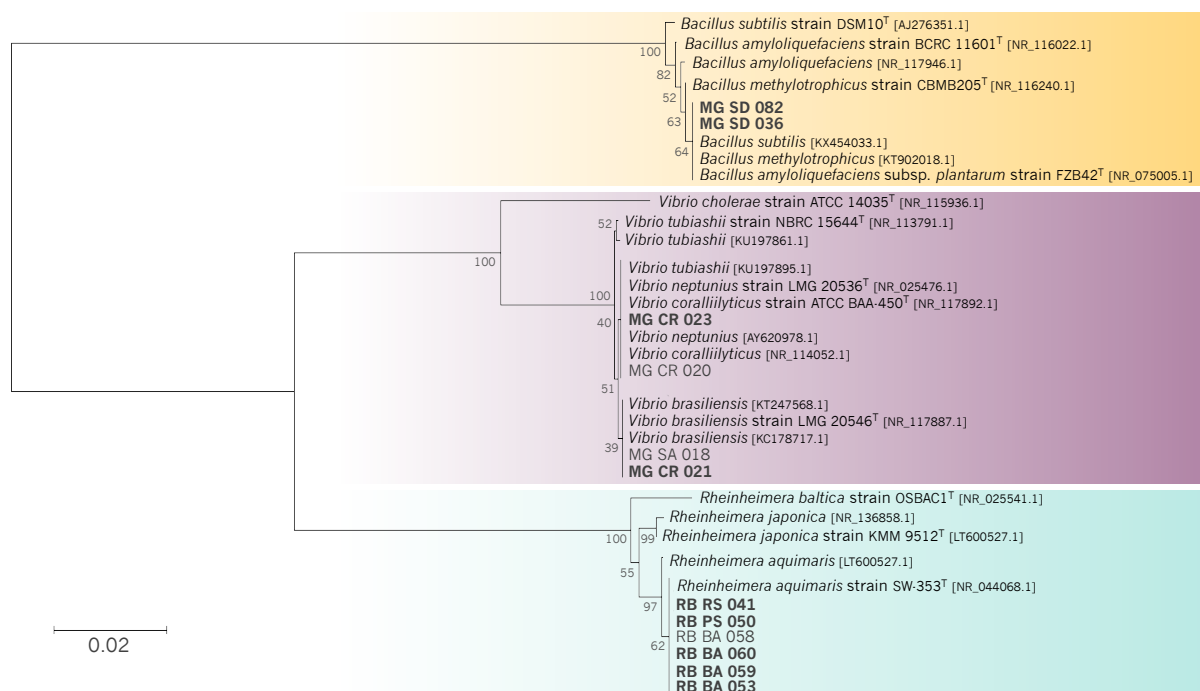 Bacillus subtilis strain DSM10T [AJ276351.1]
Bacillus amyloliquefaciens strain BCRC 11601T [NR_116022.1]
100
Bacillus amyloliquefaciens [NR_117946.1]
82
Bacillus methylotrophicus strain CBMB205T [NR_116240.1]
52
MG SD 082
63
MG SD 036
Bacillus subtilis [KX454033.1]
64
Bacillus methylotrophicus [KT902018.1]
Bacillus amyloliquefaciens subsp. plantarum strain FZB42T [NR_075005.1]
Vibrio cholerae strain ATCC 14035T [NR_115936.1]
52
Vibrio tubiashii strain NBRC 15644T [NR_113791.1]
Vibrio tubiashii [KU197861.1]
100
Vibrio tubiashii [KU197895.1]
Vibrio neptunius strain LMG 20536T [NR_025476.1]
100
Vibrio coralliilyticus strain ATCC BAA-450T [NR_117892.1]
40
MG CR 023
Vibrio neptunius [AY620978.1]
Vibrio coralliilyticus [NR_114052.1]
MG CR 020
51
Vibrio brasiliensis [KT247568.1]
Vibrio brasiliensis strain LMG 20546T [NR_117887.1]
Vibrio brasiliensis [KC178717.1]
39
MG SA 018
MG CR 021
Rheinheimera baltica strain OSBAC1T [NR_025541.1]
Rheinheimera japonica [NR_136858.1]
100
99
Rheinheimera japonica strain KMM 9512T [LT600527.1]
Rheinheimera aquimaris [LT600527.1]
55
Rheinheimera aquimaris strain SW-353T [NR_044068.1]
97
RB RS 041
RB PS 050
RB BA 058
62
RB BA 060
RB BA 059
RB BA 053
0.02